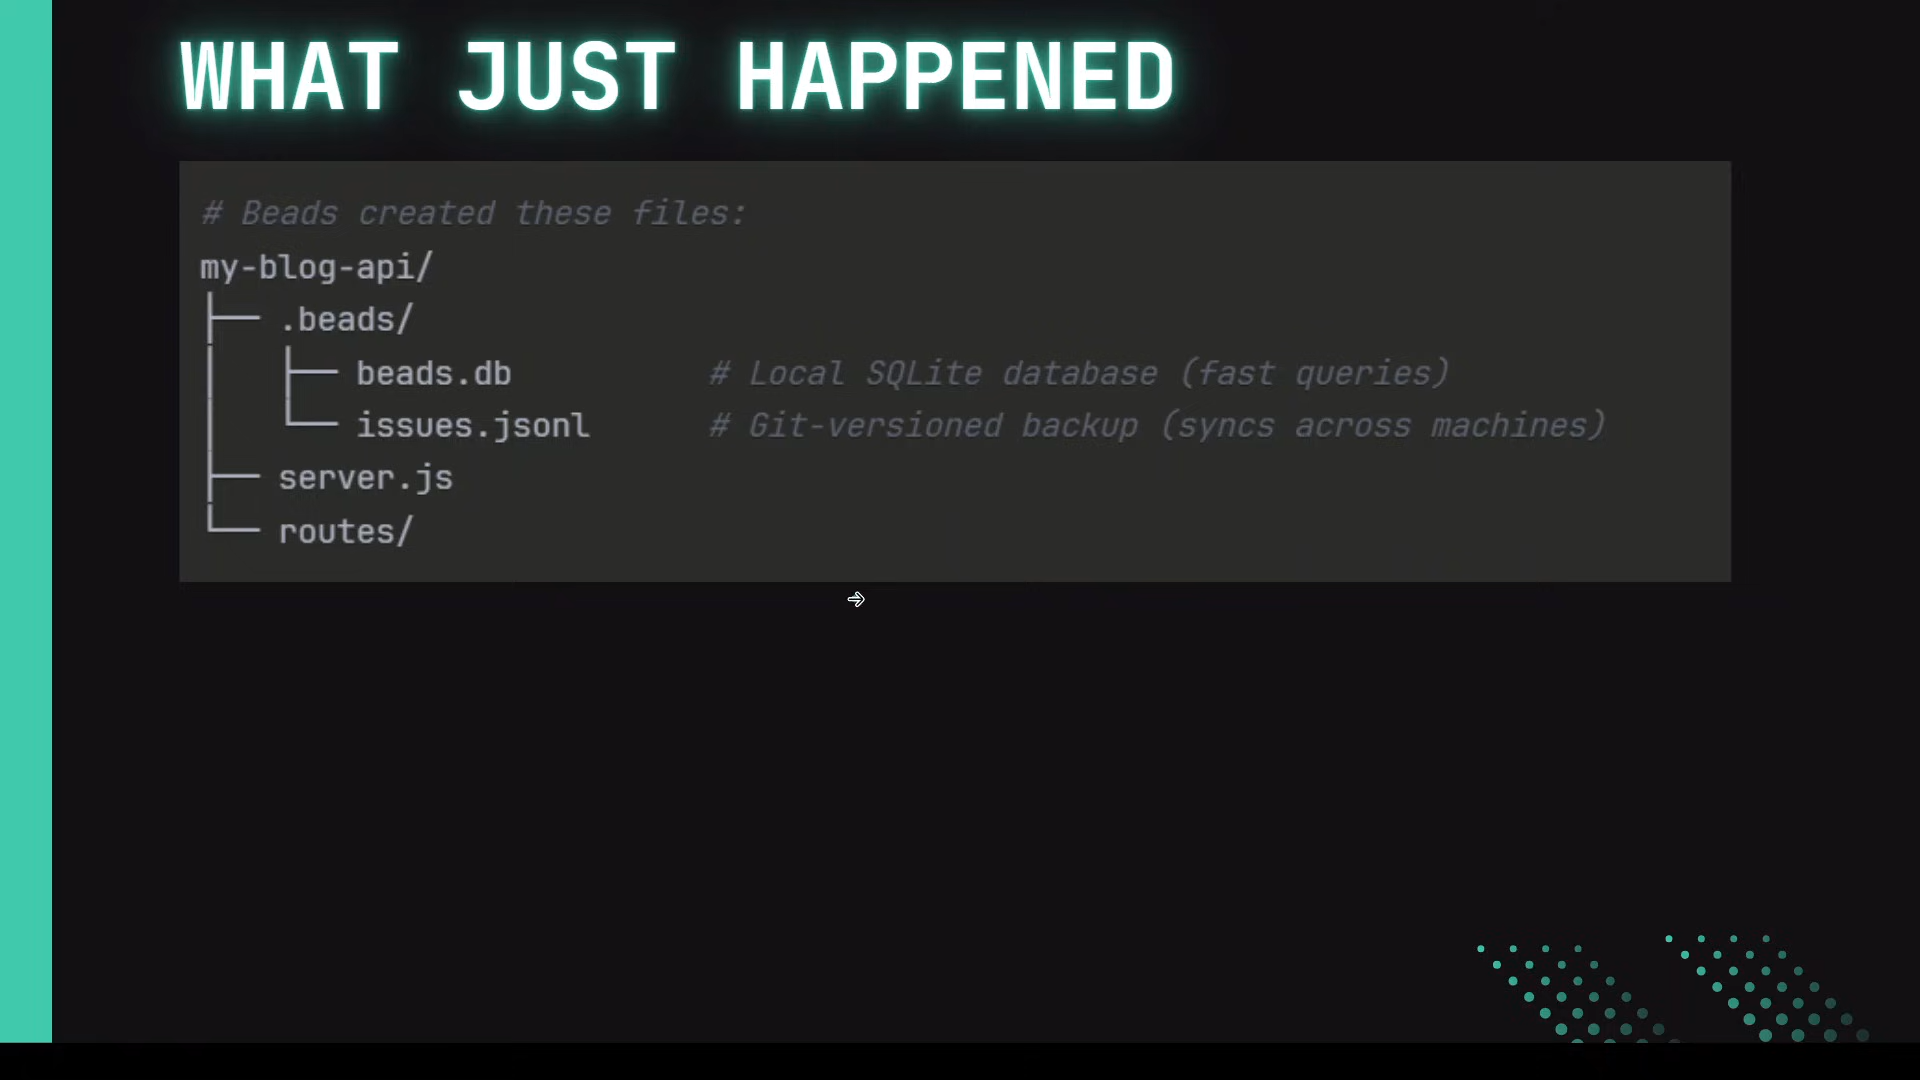 WHAT JUST HAPPENED
# Beads created these files:
my-blog-api/
├── .beads/
│   ├── beads.db          # Local SQLite database (fast queries)
│   └── issues.jsonl      # Git-versioned backup (syncs across machines)
├── server.js
└── routes/